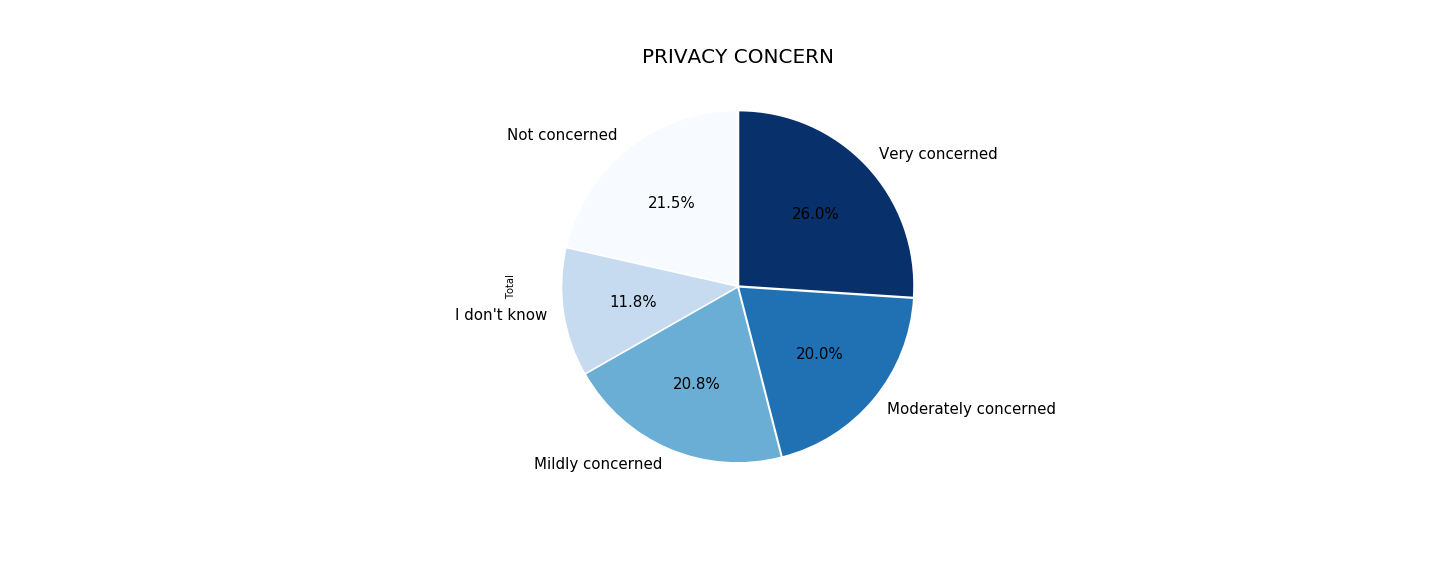 PRIVACY CONCERN
Not concerned
Very concerned
21.5%
26.0%
Total
I don't know
11.8%
20.0%
20.8%
Moderately concerned
Mildly concerned